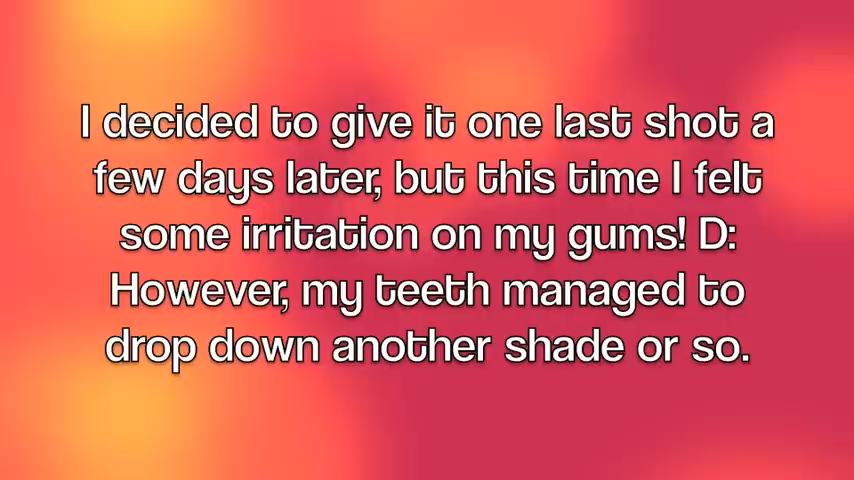 I decided to give it one last shot a
few days later, but this time I felt
some irritation on my gums! D:
However, my teeth managed to
drop down another shade or so.